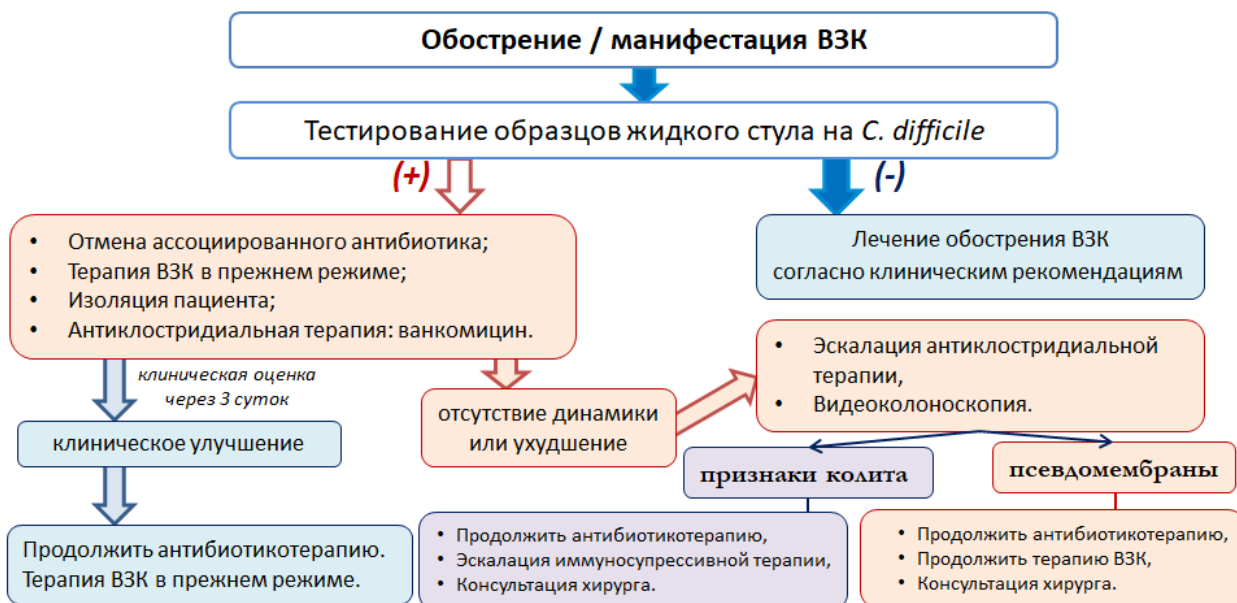 Обострение / манифестация ВЗК
Тестирование образцов жидкого стула на C. difficile
(+)
(-)
• Отмена ассоциированного антибиотика;
• Терапия ВЗК в прежнем режиме;
• Изоляция пациента;
• Антиклостридиальная терапия: ванкомицин.
Лечение обострения ВЗК
согласно клиническим рекомендациям
клиническая оценка
через 3 суток
клиническое улучшение
Продолжить антибиотикотерапию.
Терапия ВЗК в прежнем режиме.
отсутствие динамики
или ухудшение
• Эскалация антиклостридиальной
терапии,
• Видеоколоноскопия.
признаки колита
• Продолжить антибиотикотерапию,
• Эскалация иммуносупрессивной терапии,
• Консультация хирурга.
псевдомембраны
• Продолжить антибиотикотерапию,
• Продолжить терапию ВЗК,
• Консультация хирурга.